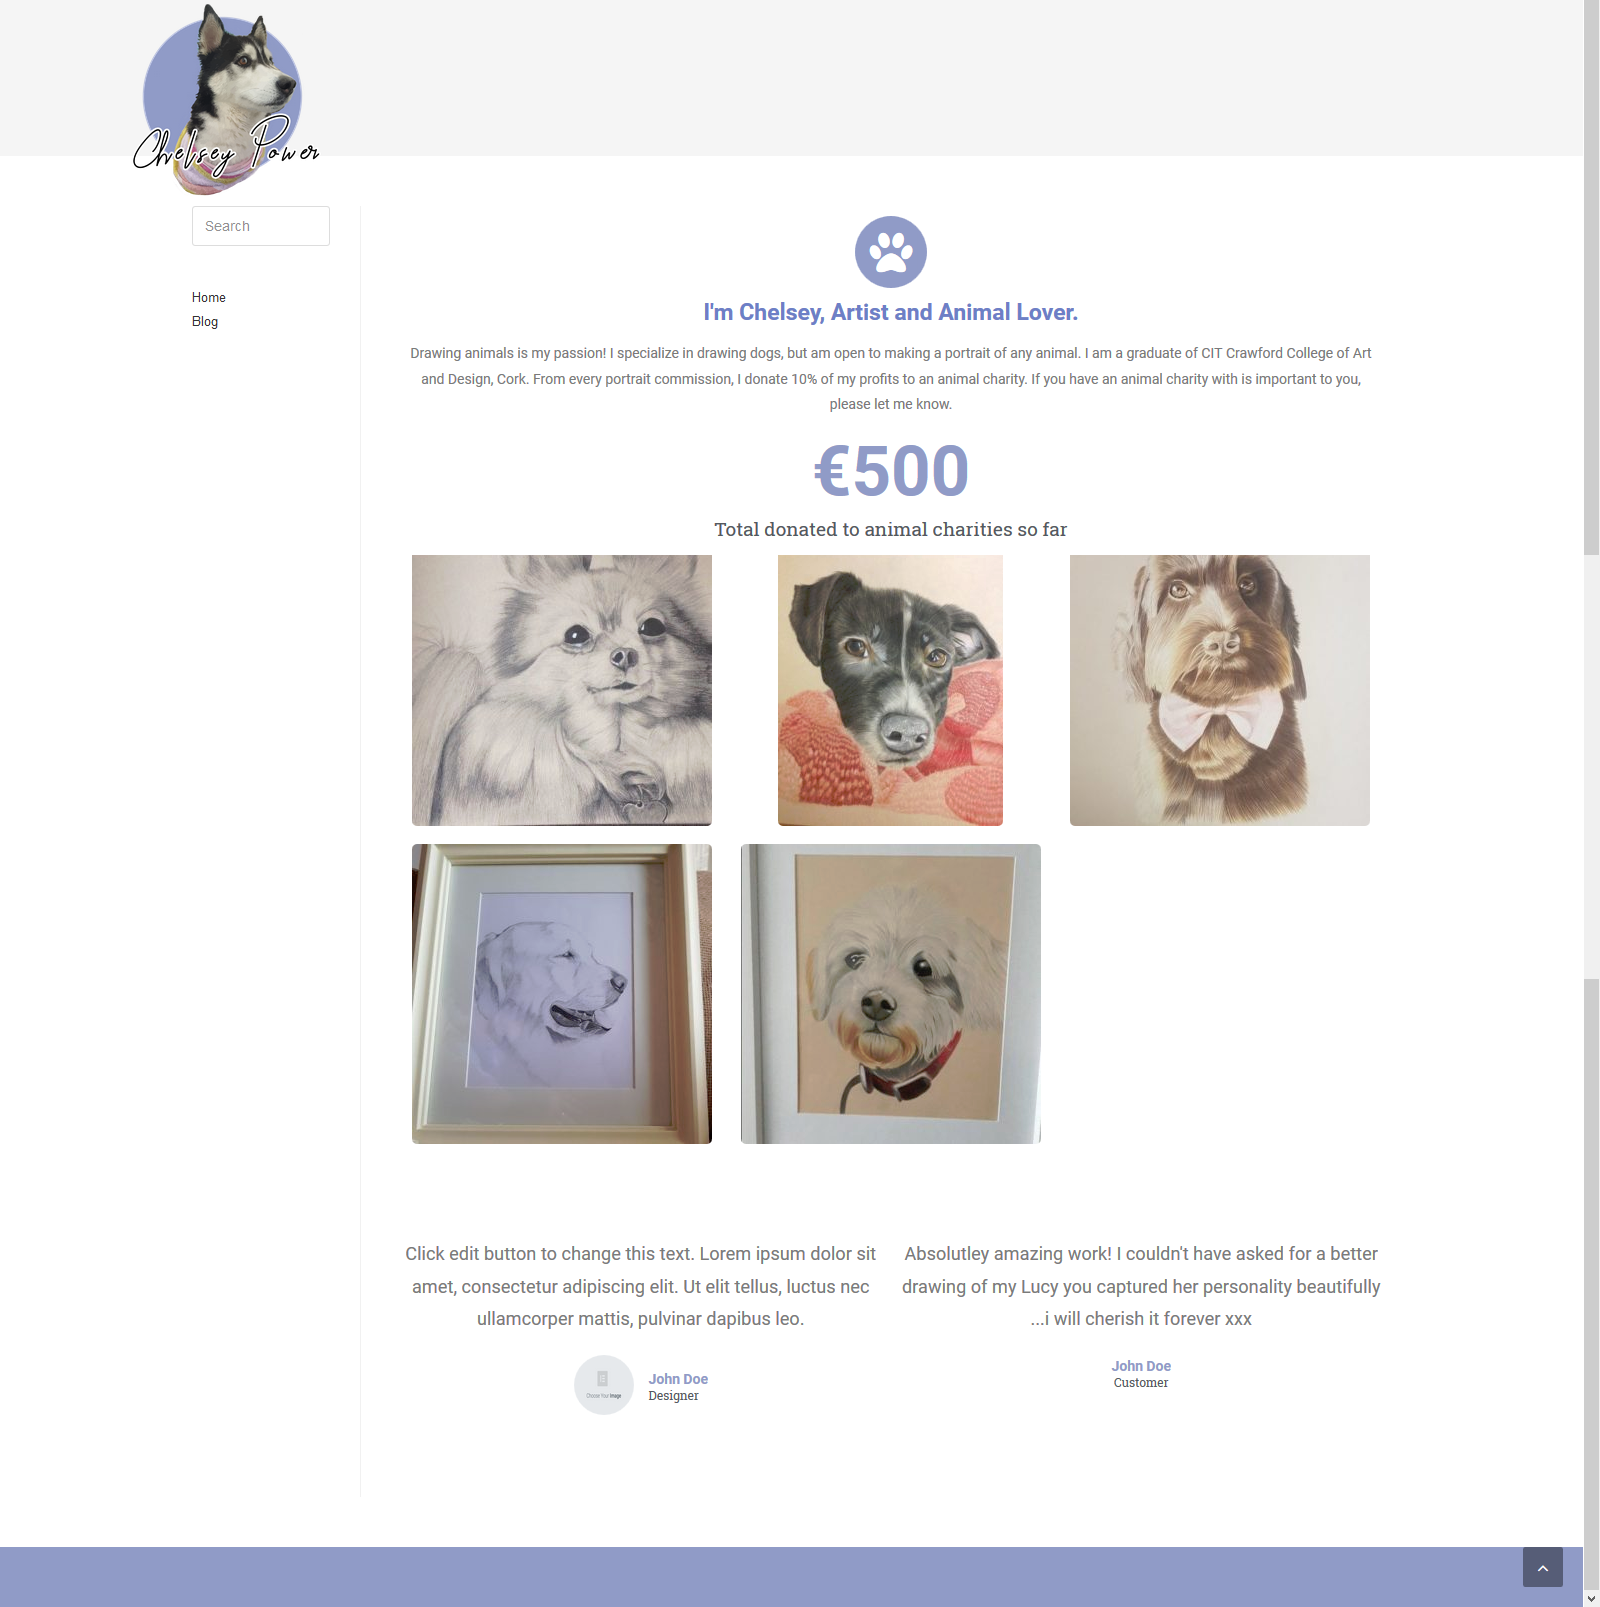 Chelsey Power
Search
Home
Blog
I'm Chelsey, Artist and Animal Lover.
Drawing animals is my passion! I specialize in drawing dogs, but am open to making a portrait of any animal. I am a graduate of CIT Crawford College of Art
and Design, Cork. From every portrait commission, I donate 10% of my profits to an animal charity. If you have an animal charity with is important to you,
please let me know.
€500
Total donated to animal charities so far
Click edit button to change this text. Lorem ipsum dolor sit
amet, consectetur adipiscing elit. Ut elit tellus, luctus nec
ullamcorper mattis, pulvinar dapibus leo.
Choose Your Image
John Doe
Designer
Absolutley amazing work! I couldn't have asked for a better
drawing of my Lucy you captured her personality beautifully
...i will cherish it forever xxx
John Doe
Customer